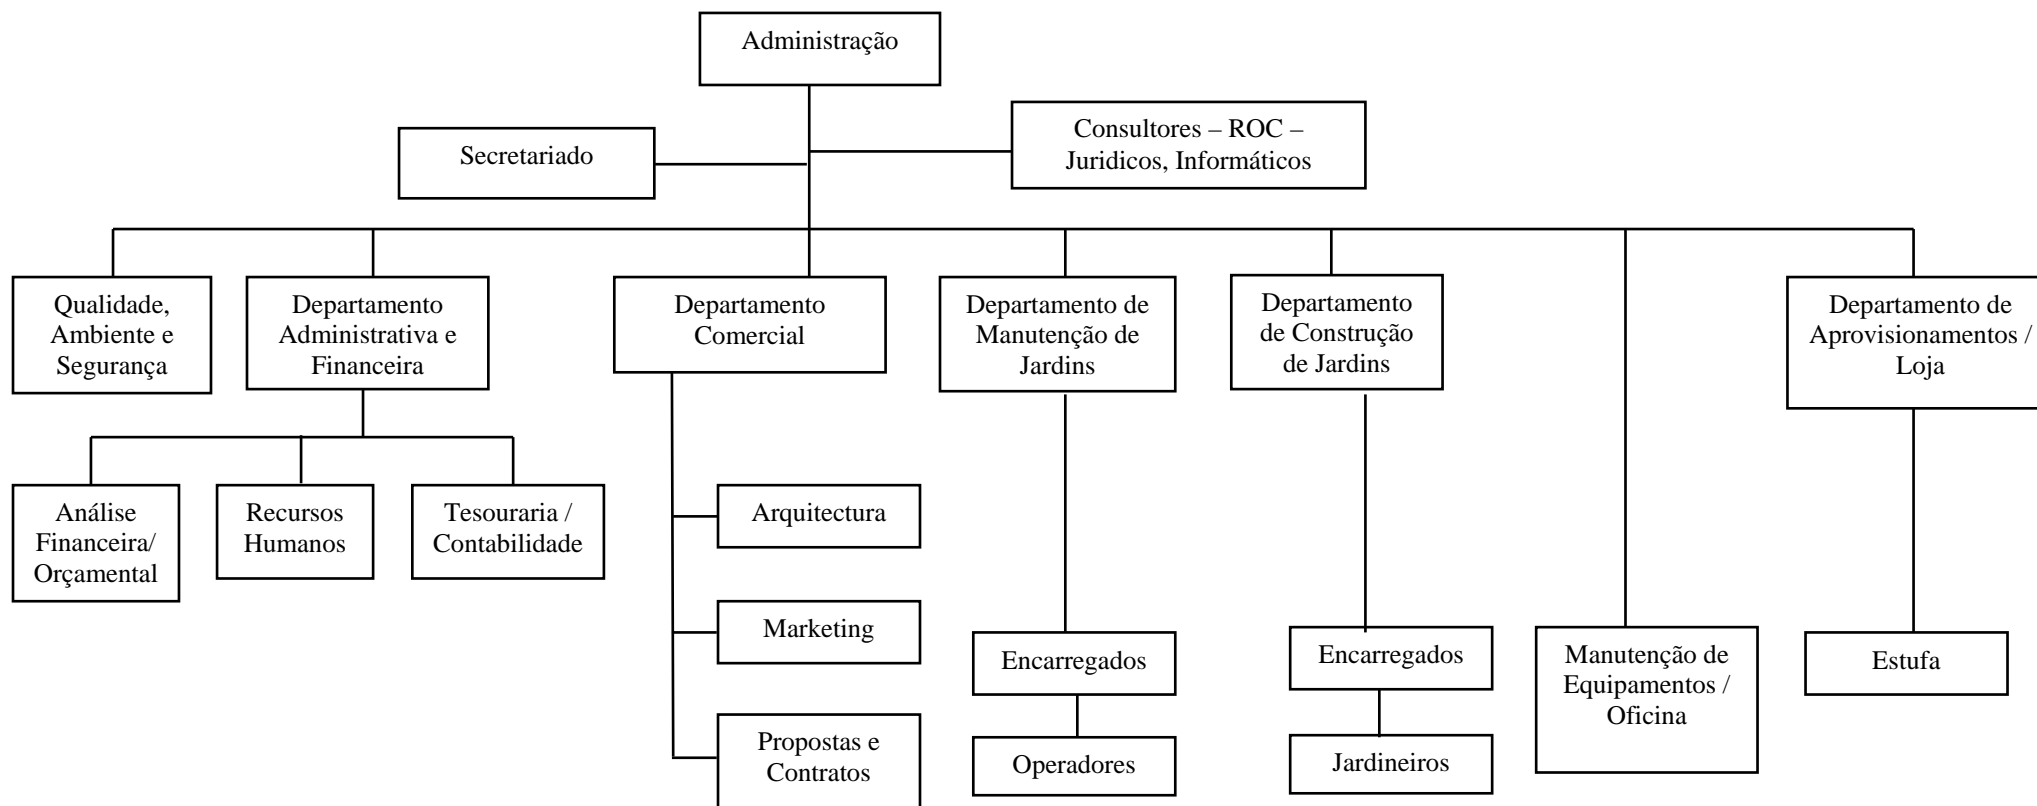 Administração
Consultores – ROC –
Juridicos, Informáticos
Secretariado
Qualidade,
Ambiente e
Segurança
Departamento
Administrativa e
Financeira
Departamento
Comercial
Departamento de
Manutenção de
Jardins
Departamento
de Construção
de Jardins
Departamento de
Aprovisionamentos /
Loja
Análise
Financeira/
Orçamental
Recursos
Humanos
Tesouraria /
Contabilidade
Arquitectura
Marketing
Propostas e
Contratos
Encarregados
Operadores
Encarregados
Jardineiros
Manutenção de
Equipamentos /
Oficina
Estufa